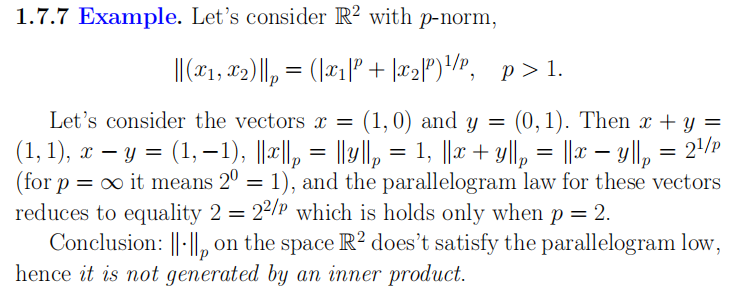 1.7.7 Example. Let's consider ℝ² with p-norm,
‖(x₁, x₂)‖ₚ = (|x₁|ᵖ + |x₂|ᵖ)^{1/p},   p > 1.
Let's consider the vectors x = (1, 0) and y = (0, 1). Then x + y =
(1, 1), x − y = (1, −1), ‖x‖ₚ = ‖y‖ₚ = 1, ‖x + y‖ₚ = ‖x − y‖ₚ = 2^{1/p}
(for p = ∞ it means 2⁰ = 1), and the parallelogram law for these vectors
reduces to equality 2 = 2^{2/p} which is holds only when p = 2.
Conclusion: ‖·‖ₚ on the space ℝ² does't satisfy the parallelogram low,
hence it is not generated by an inner product.